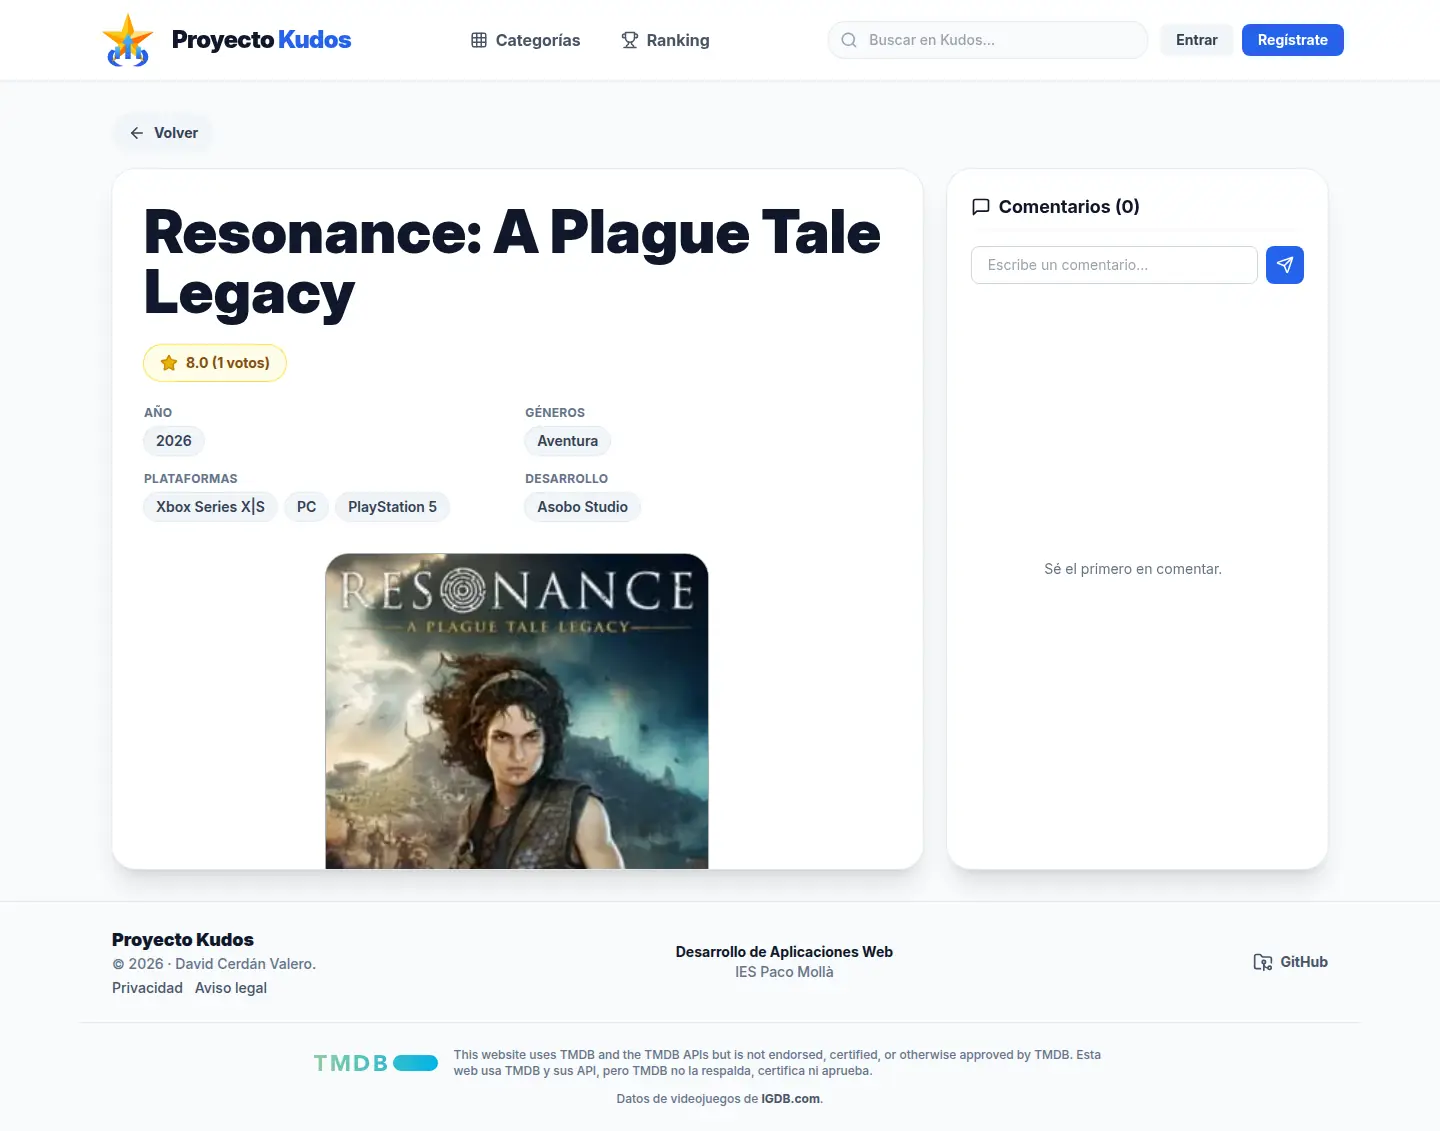 Proyecto Kudos
Categorías
Ranking
Buscar en Kudos...
Entrar
Regístrate
Volver
Resonance: A Plague Tale
Legacy
8.0 (1 votos)
AÑO
2026
GÉNEROS
Aventura
PLATAFORMAS
Xbox Series X|S
PC
PlayStation 5
DESARROLLO
Asobo Studio
RESONANCE
A PLAGUE TALE LEGACY
Comentarios (0)
Escribe un comentario...
Sé el primero en comentar.
Proyecto Kudos
© 2026 · David Cerdán Valero.
Privacidad Aviso legal
Desarrollo de Aplicaciones Web
IES Paco Mollà
GitHub
TMDB
This website uses TMDB and the TMDB APIs but is not endorsed, certified, or otherwise approved by TMDB. Esta
web usa TMDB y sus API, pero TMDB no la respalda, certifica ni aprueba.
Datos de videojuegos de IGDB.com.